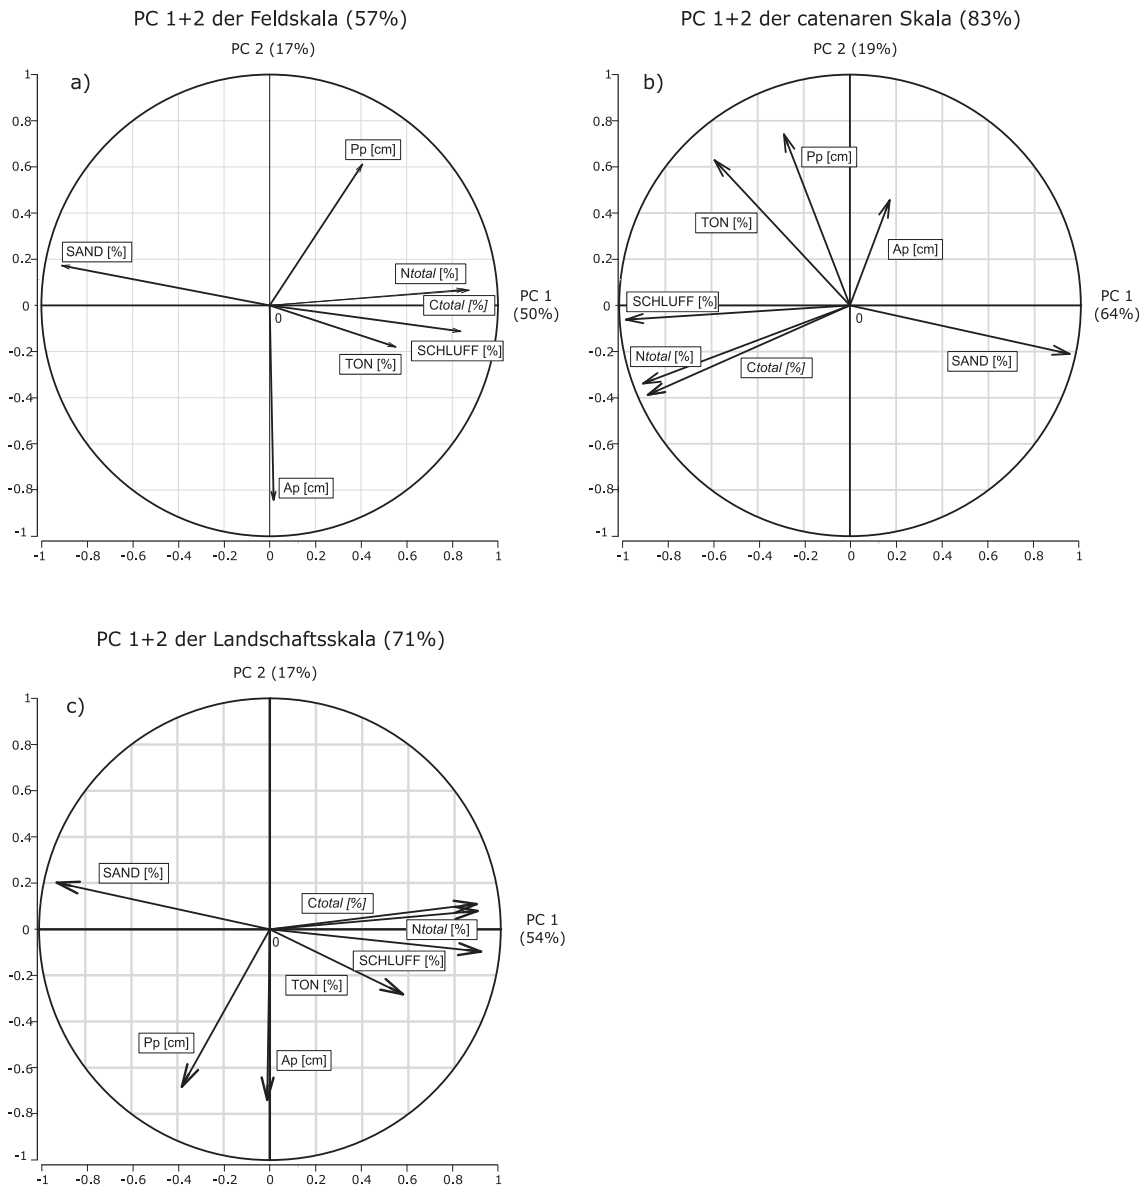 PC 1+2 der Feldskala (57%)
PC 2 (17%)
a)
1
0.8
0.6
0.4
0.2
0
-0.2
-0.4
-0.6
-0.8
-1
Pp [cm]
SAND [%]
Ntotal [%]
Ctotal [%]
PC 1
(50%)
0
SCHLUFF [%]
TON [%]
Ap [cm]
-1 -0.8 -0.6 -0.4 -0.2 0 0.2 0.4 0.6 0.8 1
PC 1+2 der catenaren Skala (83%)
PC 2 (19%)
b)
1
0.8
0.6
0.4
0.2
0
-0.2
-0.4
-0.6
-0.8
-1
Pp [cm]
TON [%]
Ap [cm]
SCHLUFF [%]
PC 1
(64%)
0
Ntotal [%]
Ctotal [%]
SAND [%]
-1 -0.8 -0.6 -0.4 -0.2 0 0.2 0.4 0.6 0.8 1
PC 1+2 der Landschaftsskala (71%)
PC 2 (17%)
c)
1
0.8
0.6
0.4
0.2
0
-0.2
-0.4
-0.6
-0.8
-1
SAND [%]
Ctotal [%]
Ntotal [%]
PC 1
(54%)
0
SCHLUFF [%]
TON [%]
Pp [cm]
Ap [cm]
-1 -0.8 -0.6 -0.4 -0.2 0 0.2 0.4 0.6 0.8 1